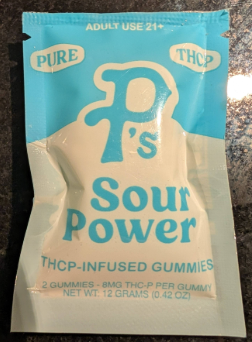 ADULT USE 21+
PURE THCP
P's
Sour
Power
THCP-INFUSED GUMMIES
2 GUMMIES - 8MG THC-P PER GUMMY
NET WT. 12 GRAMS (0.42 OZ)